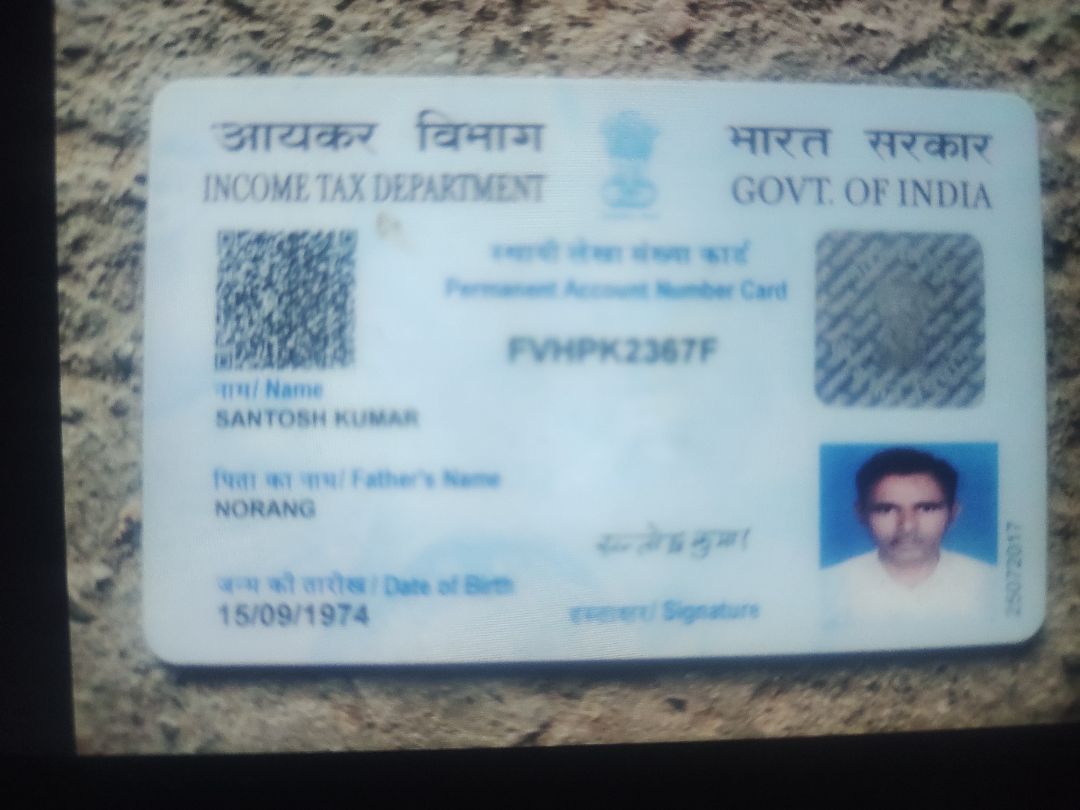 आयकर विभाग
INCOME TAX DEPARTMENT
भारत सरकार
GOVT. OF INDIA
स्थायी लेखा संख्या कार्ड
Permanent Account Number Card
FVHPK2367F
नाम/ Name
SANTOSH KUMAR
पिता का नाम/ Father's Name
NORANG
जन्म की तारीख/ Date of Birth
15/09/1974
सन्तोष कुमार
हस्ताक्षर/ Signature
25072017